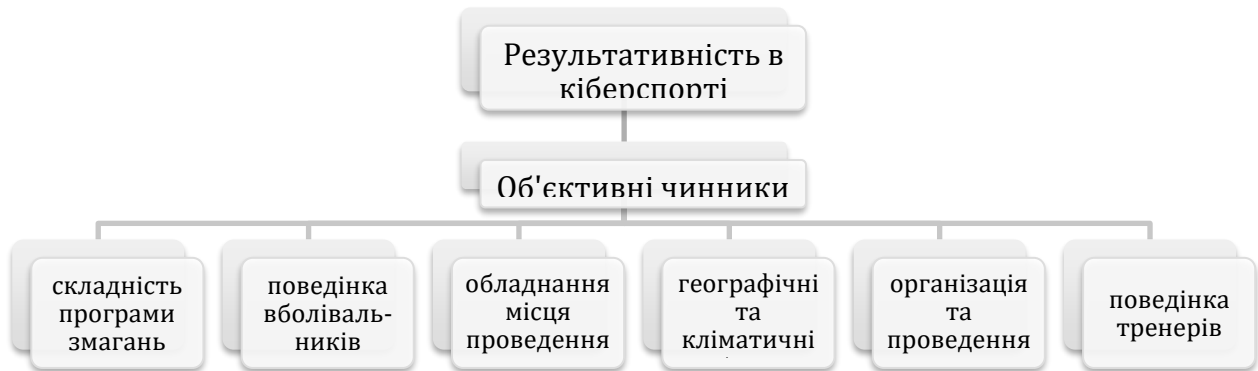 Результативність в
кіберспорті
Об'єктивні чинники
складність
програми
змагань
поведінка
вболіваль-
ників
обладнання
місця
проведення
географічні
та
кліматичні
організація
та
проведення
поведінка
тренерів